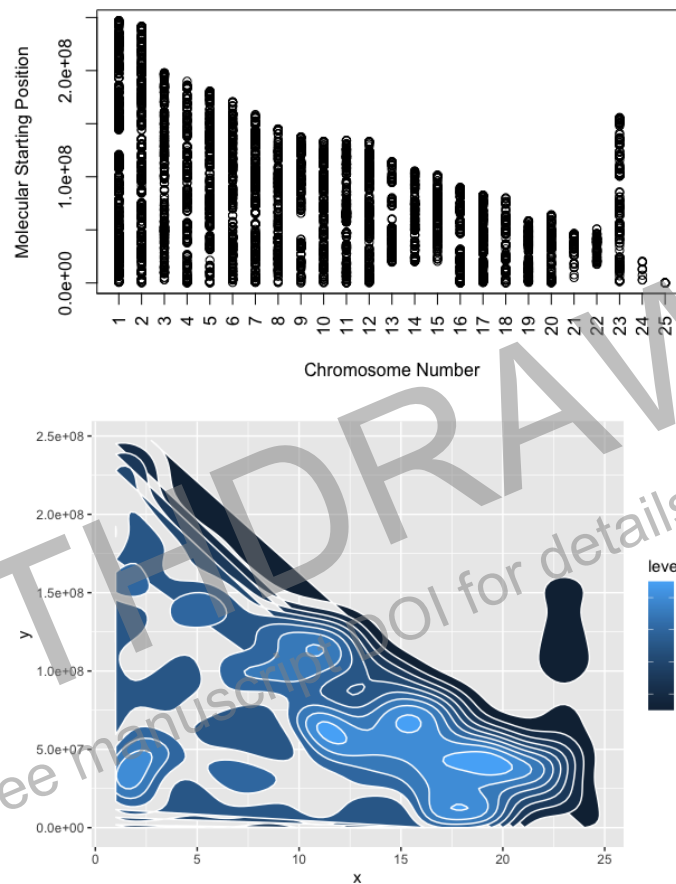 Molecular Starting Position
2.0e+08
1.0e+08
0.0e+00
1 2 3 4 5 6 7 8 9 10 11 12 13 14 15 16 17 18 19 20 21 22 23 24 25
Chromosome Number
THDRAW
ee manuscript DOI for details
2.5e+08
2.0e+08
1.5e+08
1.0e+08
5.0e+07
0.0e+00
y
0 5 10 15 20 25
x
leve